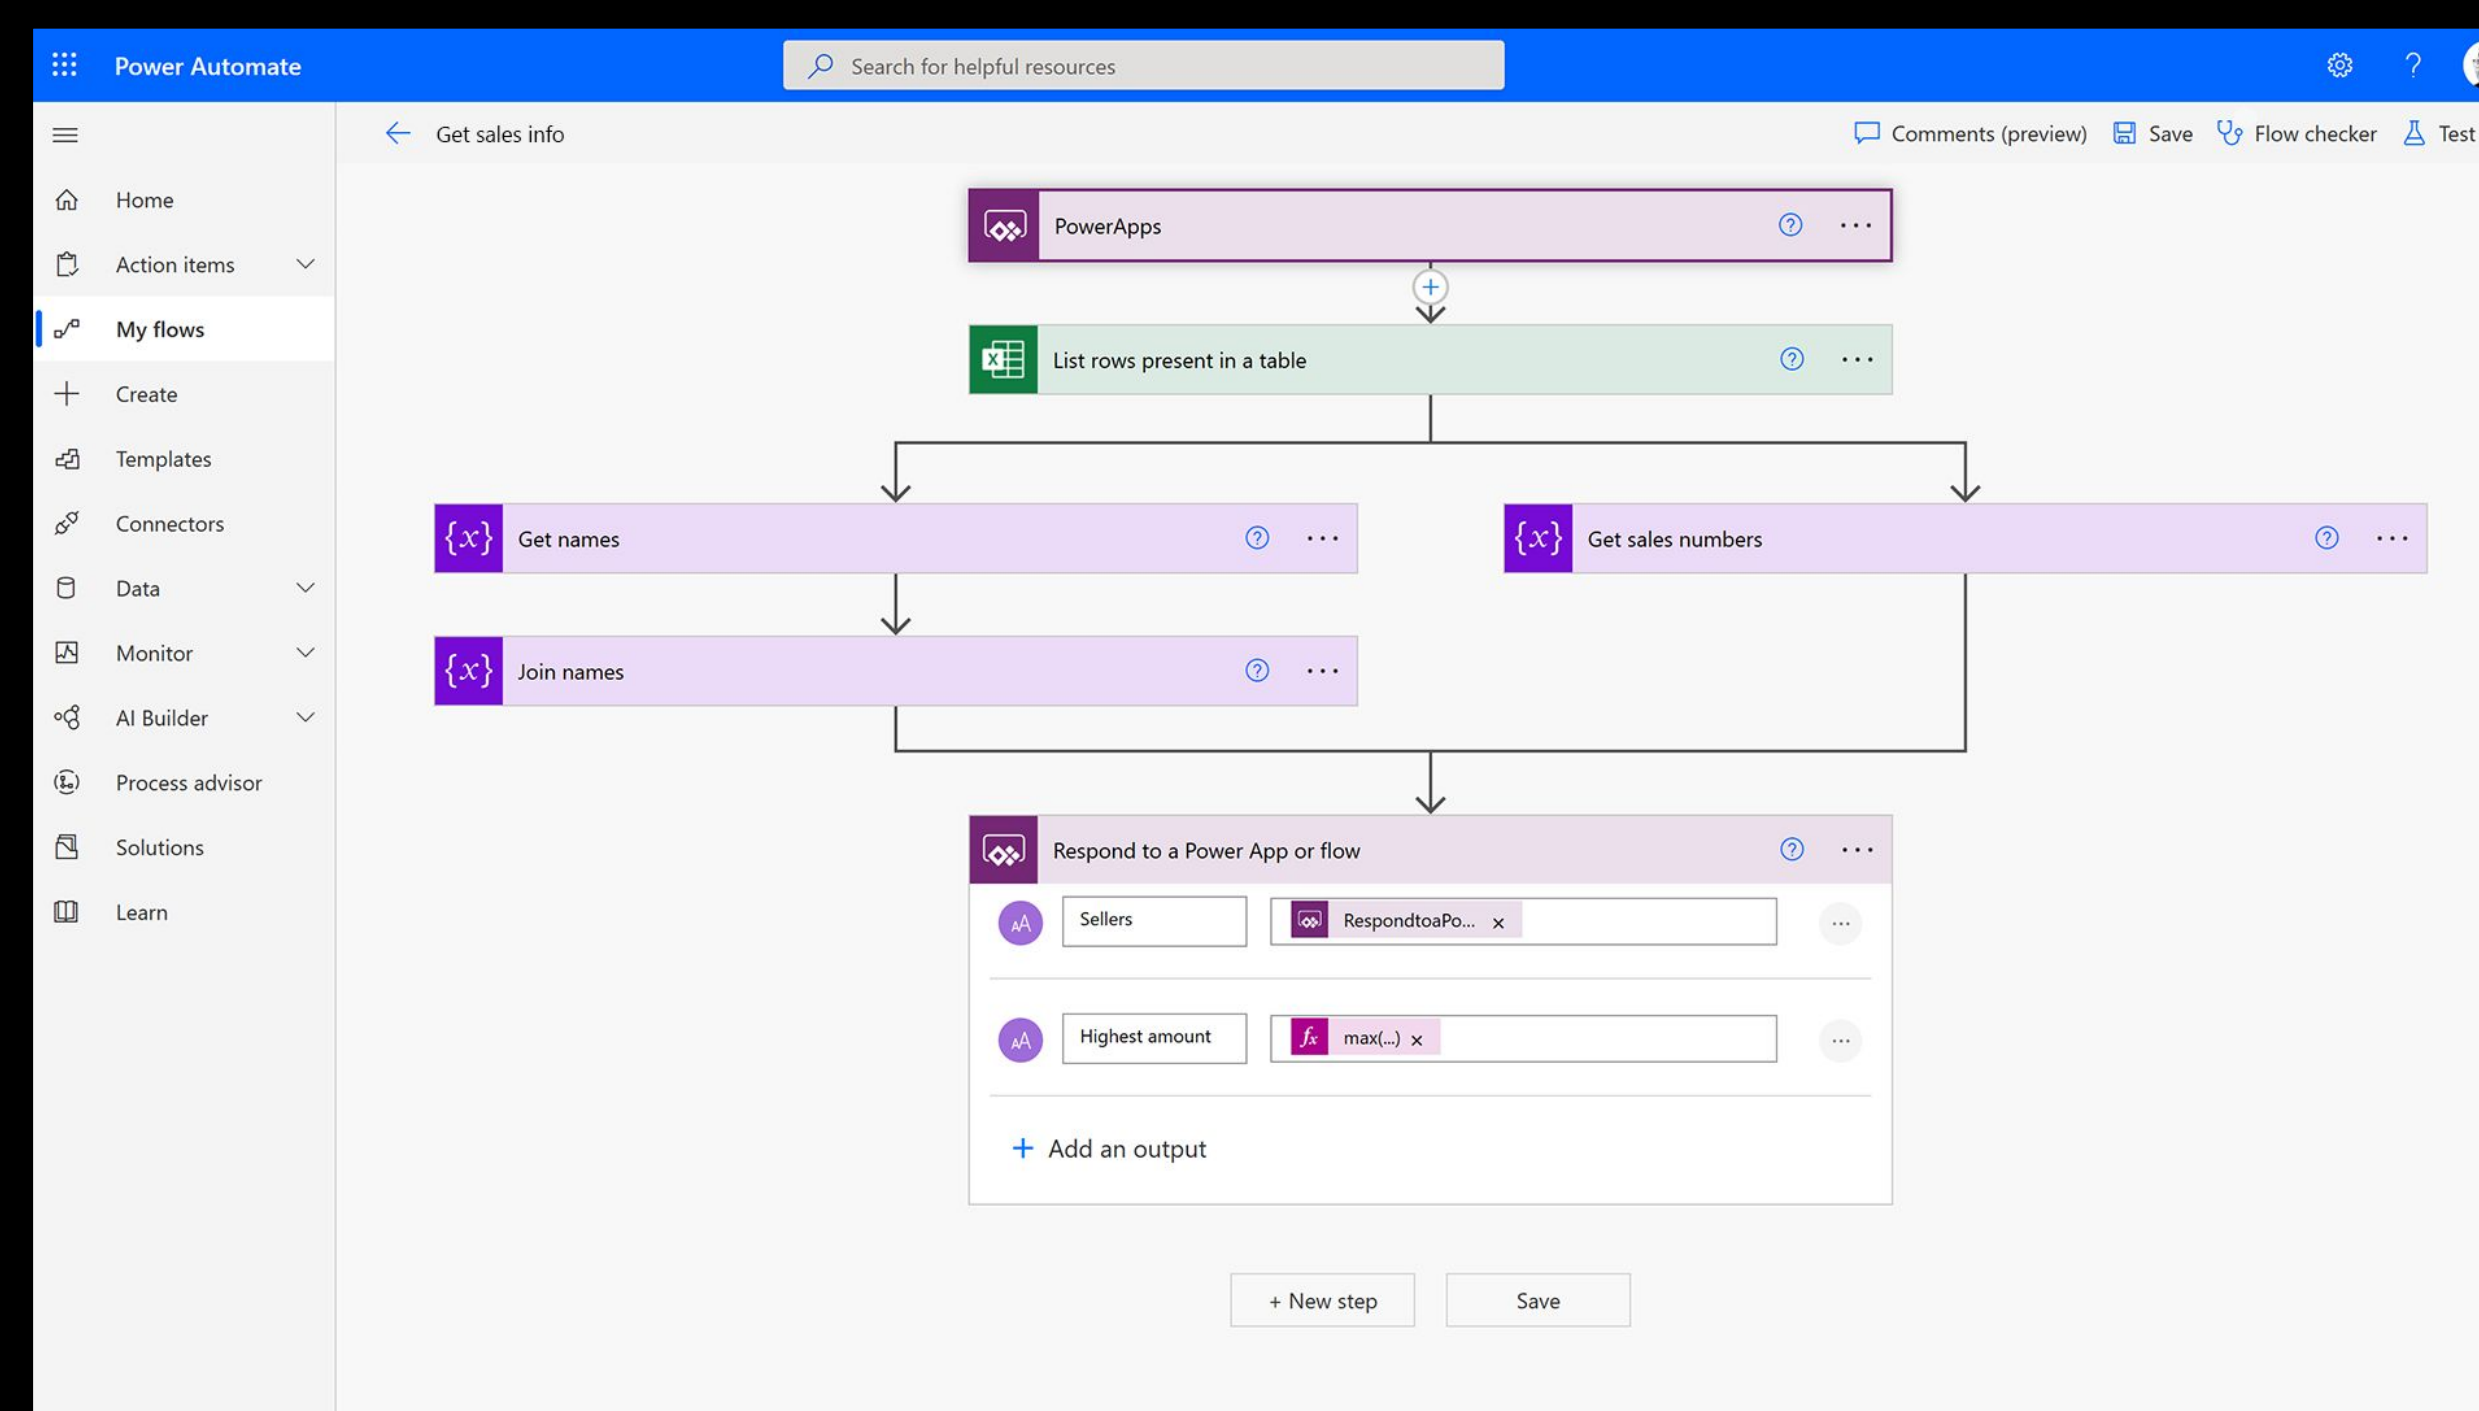 Power Automate
Search for helpful resources
?
Get sales info
Comments (preview)
Save
Flow checker
Test
Home
Action items
My flows
Create
Templates
Connectors
Data
Monitor
AI Builder
Process advisor
Solutions
Learn
PowerApps
?
...
List rows present in a table
?
...
{x}
Get names
?
...
{x}
Get sales numbers
?
...
{x}
Join names
?
...
Respond to a Power App or flow
?
...
AA
Sellers
RespondtoaPo... ×
...
AA
Highest amount
fx
max(...) ×
...
+ Add an output
+ New step
Save